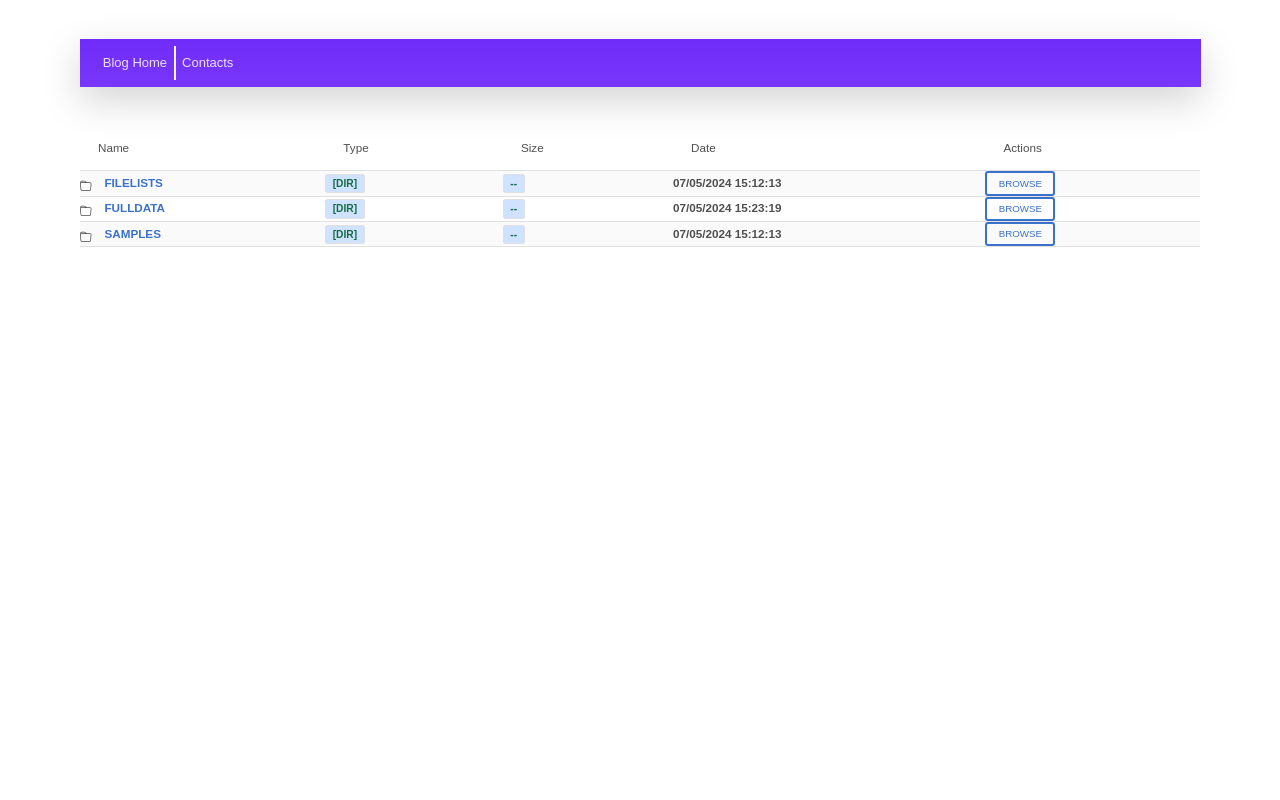 Blog Home Contacts
Name Type Size Date Actions
FILELISTS [DIR] -- 07/05/2024 15:12:13 BROWSE
FULLDATA [DIR] -- 07/05/2024 15:23:19 BROWSE
SAMPLES [DIR] -- 07/05/2024 15:12:13 BROWSE